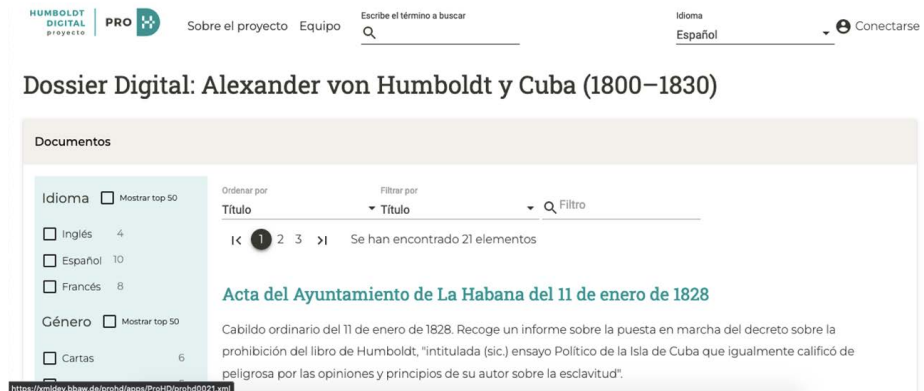 HUMBOLDT
DIGITAL
proyecto
PRO HD
Sobre el proyecto Equipo
Escribe el término a buscar
Idioma
Español
Conectarse
Dossier Digital: Alexander von Humboldt y Cuba (1800–1830)
Documentos
Idioma Mostrar top 50
Inglés 4
Español 10
Francés 8
Género Mostrar top 50
Cartas 6
Ordenar por
Título
Filtrar por
Título
Filtro
1 2 3 Se han encontrado 21 elementos
Acta del Ayuntamiento de La Habana del 11 de enero de 1828
Cabildo ordinario del 11 de enero de 1828. Recoge un informe sobre la puesta en marcha del decreto sobre la
prohibición del libro de Humboldt, "intitulada (sic.) ensayo Político de la Isla de Cuba que igualmente calificó de
peligrosa por las opiniones y principios de su autor sobre la esclavitud".
https://xmldev.bbaw.de/prohd/apps/ProHD/prohd0021.xml